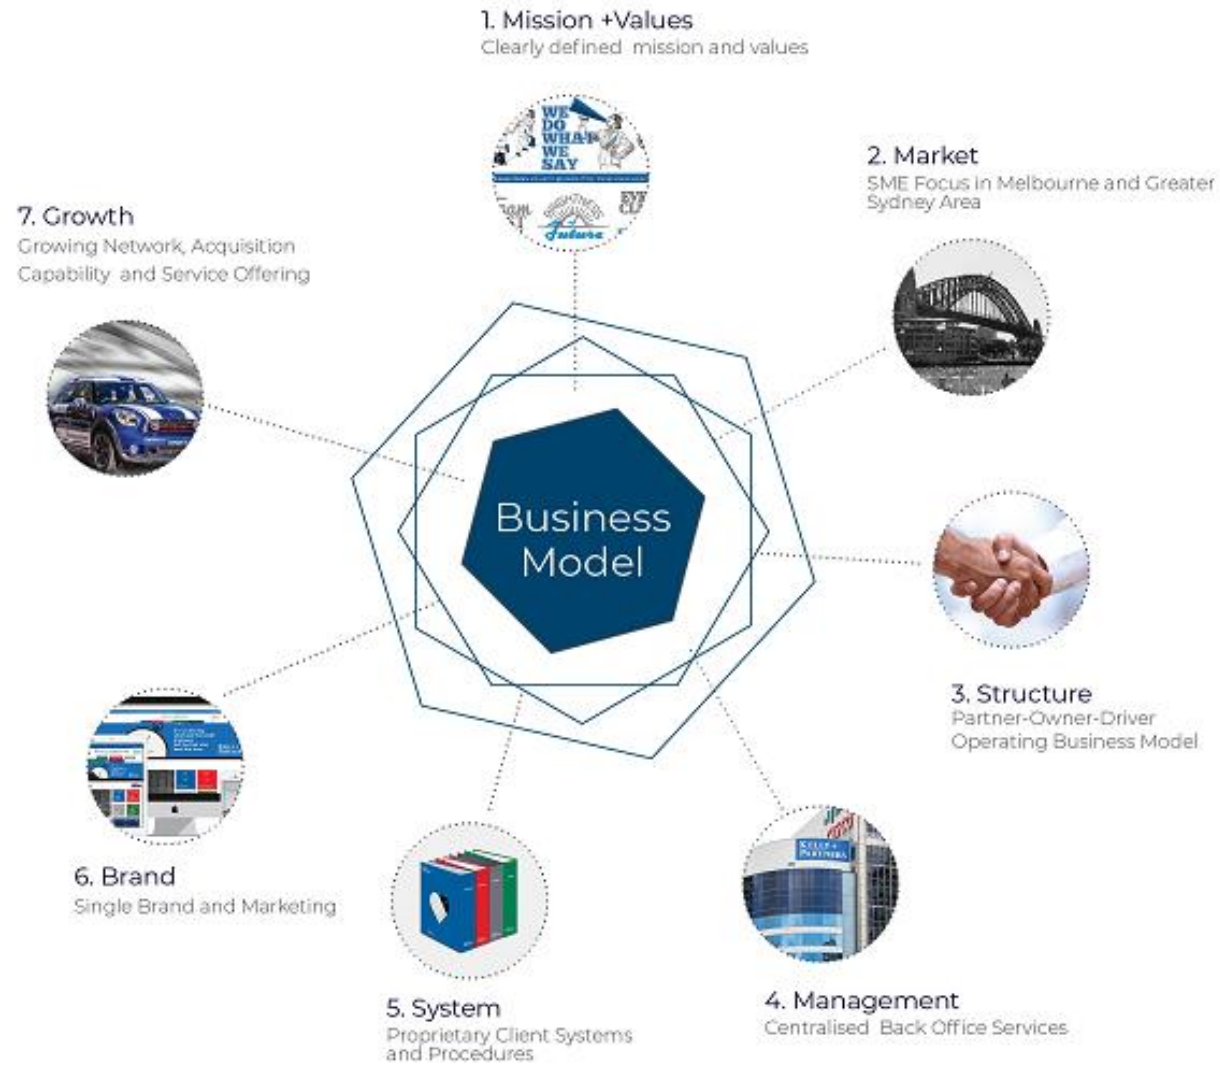 1. Mission +Values
Clearly defined mission and values
WE
DO
WHAT
WE
SAY
Future
2. Market
SME Focus in Melbourne and Greater
Sydney Area
7. Growth
Growing Network, Acquisition
Capability and Service Offering
Business
Model
3. Structure
Partner-Owner-Driver
Operating Business Model
KELLY+
PARTNERS
4. Management
Centralised Back Office Services
5. System
Proprietary Client Systems
and Procedures
6. Brand
Single Brand and Marketing